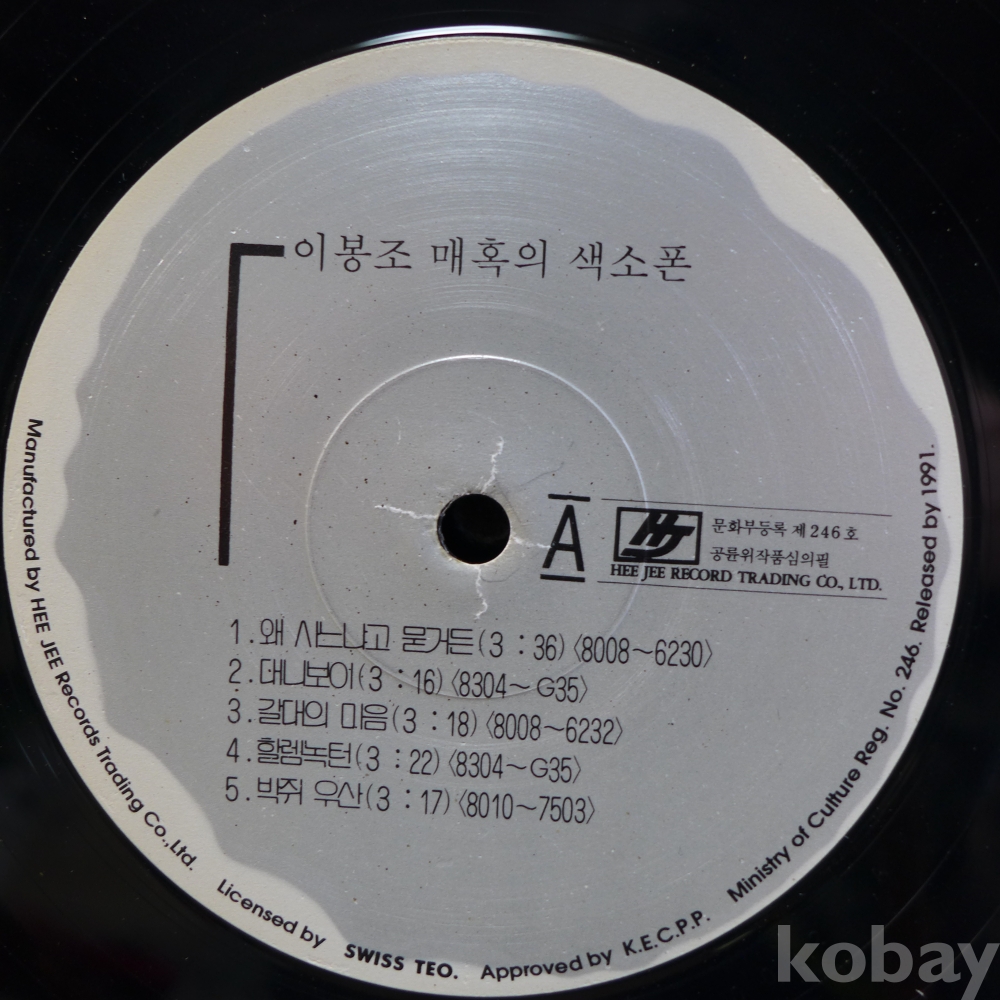 이봉조 매혹의 색소폰
A
HJ
문화부등록 제246호
공륜위작품심의필
HEE JEE RECORD TRADING CO., LTD.
1. 왜 사느냐고 묻거든(3 : 36)〈8008~6230〉
2. 대니보이(3 : 16)〈8304~G35〉
3. 갈대의 마음(3 : 18)〈8008~6232〉
4. 할렘녹턴(3 : 22)〈8304~G35〉
5. 박쥐 우산(3 : 17)〈8010~7503〉
Manufactured by HEE JEE Records Trading Co.,Ltd. Licensed by SWISS TEO. Approved by K.E.C.P.P. Ministry of Culture Reg. No. 246. Released by 1991.
kobay